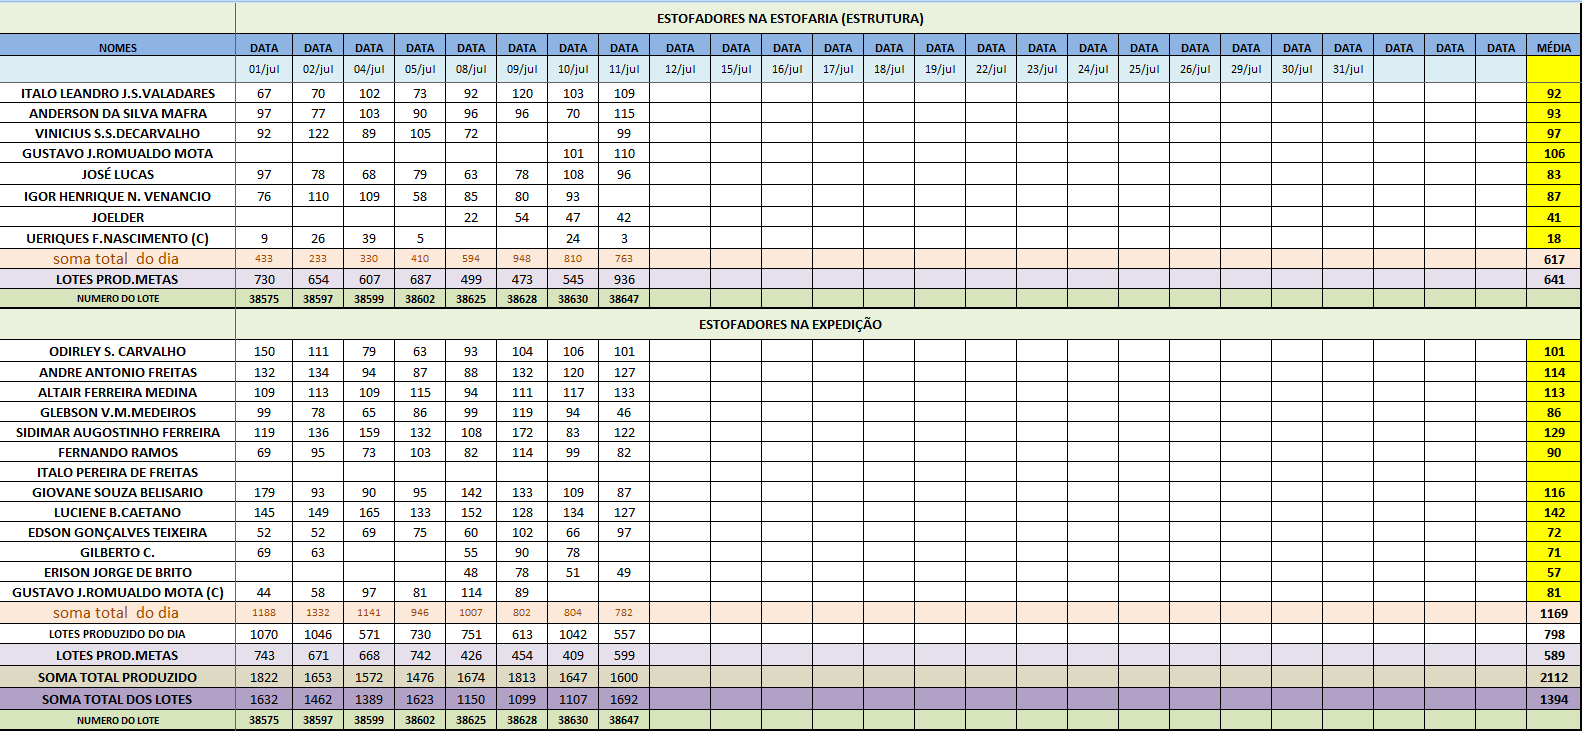 ESTOFADORES NA ESTOFARIA (ESTRUTURA)
NOMES DATA DATA DATA DATA DATA DATA DATA DATA DATA DATA DATA DATA DATA DATA DATA DATA DATA DATA DATA DATA DATA DATA DATA DATA DATA MÉDIA
01/jul 02/jul 04/jul 05/jul 08/jul 09/jul 10/jul 11/jul 12/jul 15/jul 16/jul 17/jul 18/jul 19/jul 22/jul 23/jul 24/jul 25/jul 26/jul 29/jul 30/jul 31/jul
ITALO LEANDRO J.S.VALADARES 67 70 102 73 92 120 103 109 92
ANDERSON DA SILVA MAFRA 97 77 103 90 96 96 70 115 93
VINICIUS S.S.DECARVALHO 92 122 89 105 72 99 97
GUSTAVO J.ROMUALDO MOTA 101 110 106
JOSÉ LUCAS 97 78 68 79 63 78 108 96 83
IGOR HENRIQUE N. VENANCIO 76 110 109 58 85 80 93 87
JOELDER 22 54 47 42 41
UERIQUES F.NASCIMENTO (C) 9 26 39 5 24 3 18
soma total do dia 433 233 330 410 594 948 810 763 617
LOTES PROD.METAS 730 654 607 687 499 473 545 936 641
NUMERO DO LOTE 38575 38597 38599 38602 38625 38628 38630 38647
ESTOFADORES NA EXPEDIÇÃO
ODIRLEY S. CARVALHO 150 111 79 63 93 104 106 101 101
ANDRE ANTONIO FREITAS 132 134 94 87 88 132 120 127 114
ALTAIR FERREIRA MEDINA 109 113 109 115 94 111 117 133 113
GLEBSON V.M.MEDEIROS 99 78 65 86 99 119 94 46 86
SIDIMAR AUGOSTINHO FERREIRA 119 136 159 132 108 172 83 122 129
FERNANDO RAMOS 69 95 73 103 82 114 99 82 90
ITALO PEREIRA DE FREITAS
GIOVANE SOUZA BELISARIO 179 93 90 95 142 133 109 87 116
LUCIENE B.CAETANO 145 149 165 133 152 128 134 127 142
EDSON GONÇALVES TEIXEIRA 52 52 69 75 60 102 66 97 72
GILBERTO C. 69 63 55 90 78 71
ERISON JORGE DE BRITO 48 78 51 49 57
GUSTAVO J.ROMUALDO MOTA (C) 44 58 97 81 114 89 81
soma total do dia 1188 1332 1141 946 1007 802 804 782 1169
LOTES PRODUZIDO DO DIA 1070 1046 571 730 751 613 1042 557 798
LOTES PROD.METAS 743 671 668 742 426 454 409 599 589
SOMA TOTAL PRODUZIDO 1822 1653 1572 1476 1674 1813 1647 1600 2112
SOMA TOTAL DOS LOTES 1632 1462 1389 1623 1150 1099 1107 1692 1394
NUMERO DO LOTE 38575 38597 38599 38602 38625 38628 38630 38647